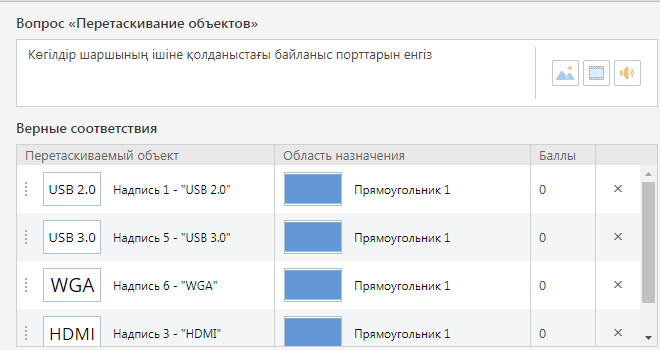 Вопрос «Перетаскивание объектов»
Көгілдір шаршының ішіне қолданыстағы байланыс порттарын енгіз
Верные соответствия
Перетаскиваемый объект Область назначения Баллы
USB 2.0 Надпись 1 - "USB 2.0" Прямоугольник 1 0
USB 3.0 Надпись 5 - "USB 3.0" Прямоугольник 1 0
WGA Надпись 6 - "WGA" Прямоугольник 1 0
HDMI Надпись 3 - "HDMI" Прямоугольник 1 0